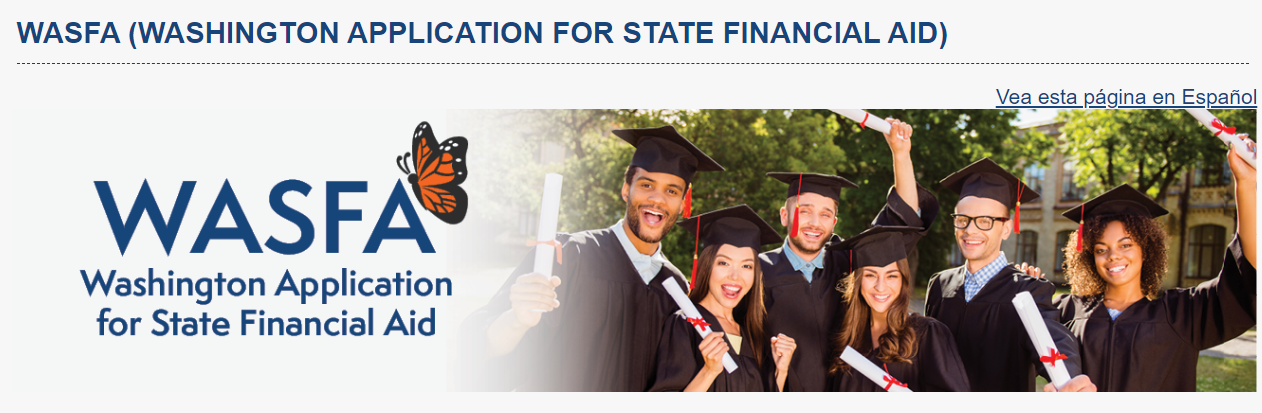 WASFA (WASHINGTON APPLICATION FOR STATE FINANCIAL AID)
Vea esta página en Español
WASFA
Washington Application
for State Financial Aid